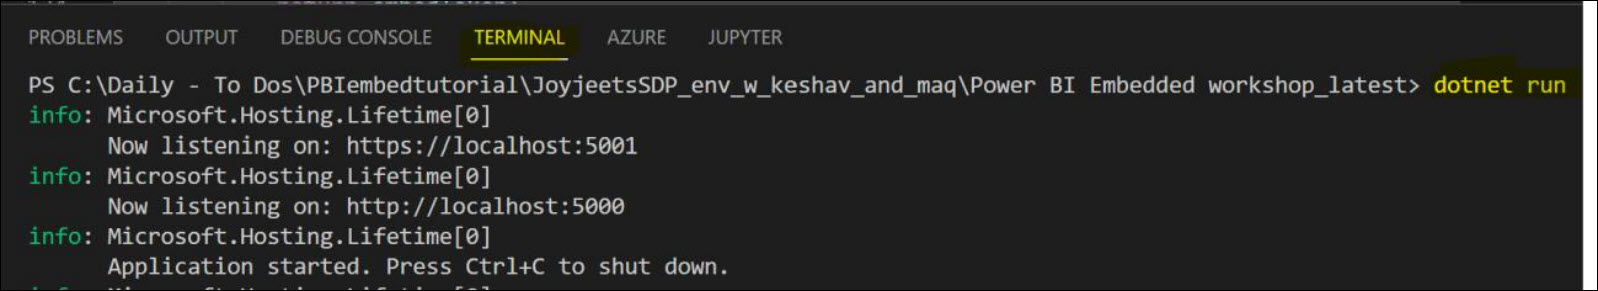 PROBLEMS OUTPUT DEBUG CONSOLE TERMINAL AZURE JUPYTER
PS C:\Daily - To Dos\PBIembedtutorial\JoyjeetsSDP_env_w_keshav_and_maq\Power BI Embedded workshop_latest> dotnet run
info: Microsoft.Hosting.Lifetime[0]
Now listening on: https://localhost:5001
info: Microsoft.Hosting.Lifetime[0]
Now listening on: http://localhost:5000
info: Microsoft.Hosting.Lifetime[0]
Application started. Press Ctrl+C to shut down.